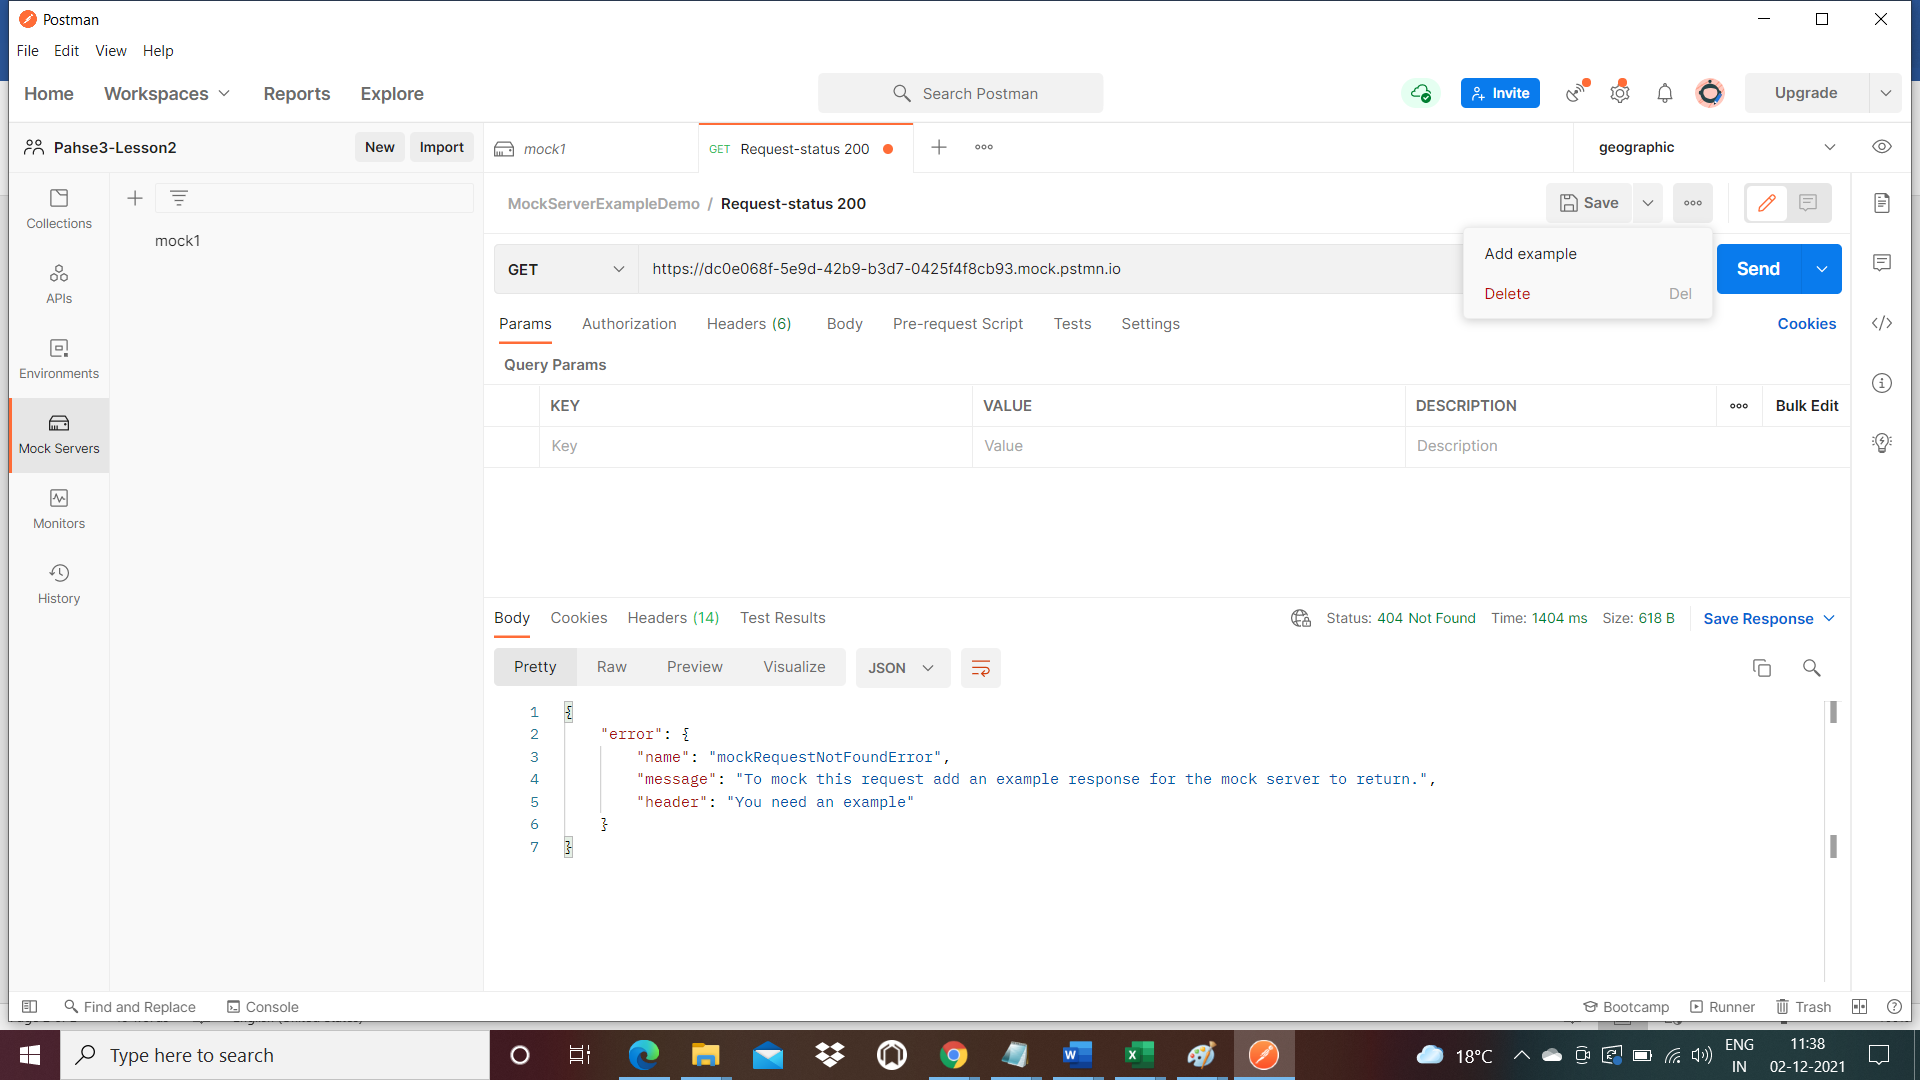 Postman
File Edit View Help
Home Workspaces Reports Explore Search Postman Invite Upgrade
Pahse3-Lesson2 New Import mock1 GET Request-status 200 geographic
Collections
mock1
APIs
Environments
Mock Servers
Monitors
History
MockServerExampleDemo / Request-status 200 Save
Add example
Delete Del
GET https://dc0e068f-5e9d-42b9-b3d7-0425f4f8cb93.mock.pstmn.io Send
Params Authorization Headers (6) Body Pre-request Script Tests Settings Cookies
Query Params
KEY VALUE DESCRIPTION Bulk Edit
Key Value Description
Body Cookies Headers (14) Test Results Status: 404 Not Found Time: 1404 ms Size: 618 B Save Response
Pretty Raw Preview Visualize JSON
1 {
2 "error": {
3 "name": "mockRequestNotFoundError",
4 "message": "To mock this request add an example response for the mock server to return.",
5 "header": "You need an example"
6 }
7 }
Find and Replace Console Bootcamp Runner Trash
Type here to search 18°C ENG IN 11:38 02-12-2021